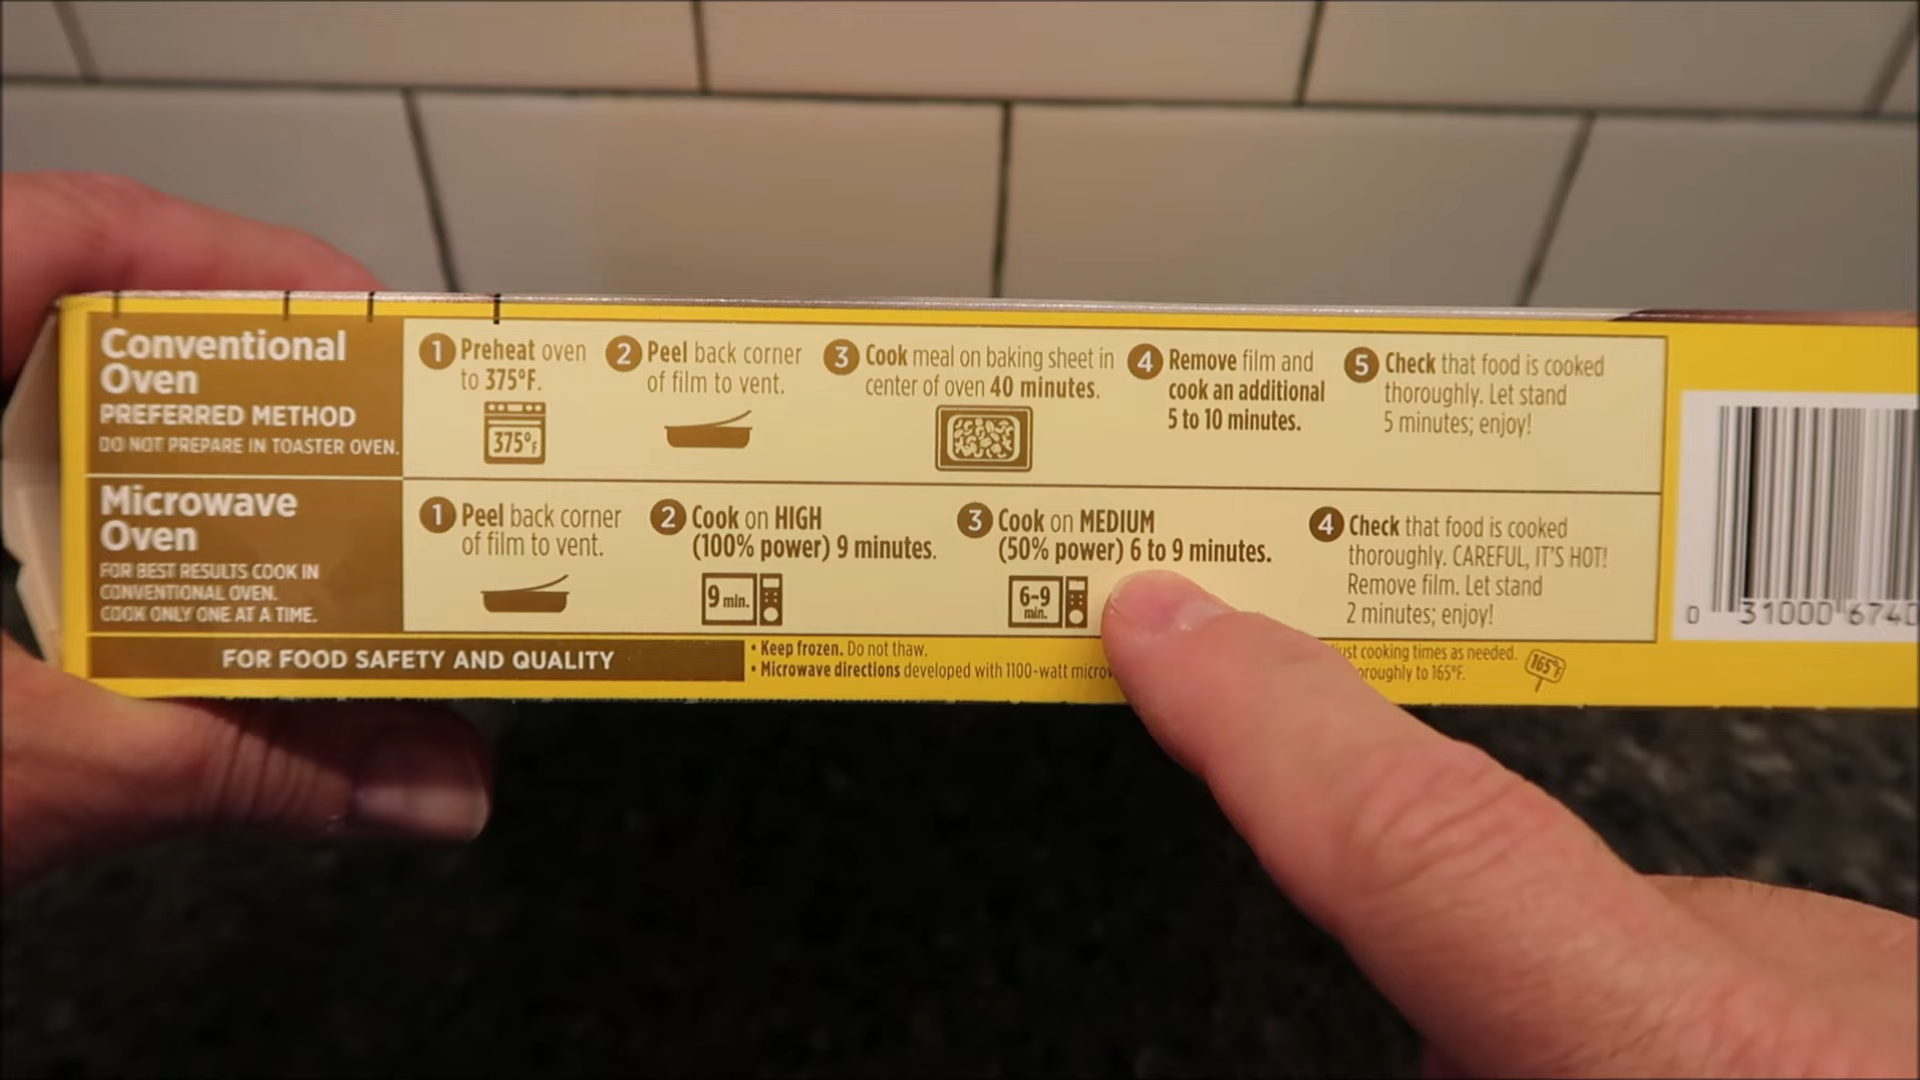 Conventional
Oven
PREFERRED METHOD
DO NOT PREPARE IN TOASTER OVEN.
1 Preheat oven
to 375°F.
375°F
2 Peel back corner
of film to vent.
3 Cook meal on baking sheet in
center of oven 40 minutes.
4 Remove film and
cook an additional
5 to 10 minutes.
5 Check that food is cooked
thoroughly. Let stand
5 minutes; enjoy!
Microwave
Oven
FOR BEST RESULTS COOK IN
CONVENTIONAL OVEN.
COOK ONLY ONE AT A TIME.
1 Peel back corner
of film to vent.
2 Cook on HIGH
(100% power) 9 minutes.
9 min.
3 Cook on MEDIUM
(50% power) 6 to 9 minutes.
6-9
min.
4 Check that food is cooked
thoroughly. CAREFUL, IT'S HOT!
Remove film. Let stand
2 minutes; enjoy!
0 31000 6740
FOR FOOD SAFETY AND QUALITY
• Keep frozen. Do not thaw.
• Microwave directions developed with 1100-watt
cooking times as needed.
to 165°F.
165°F